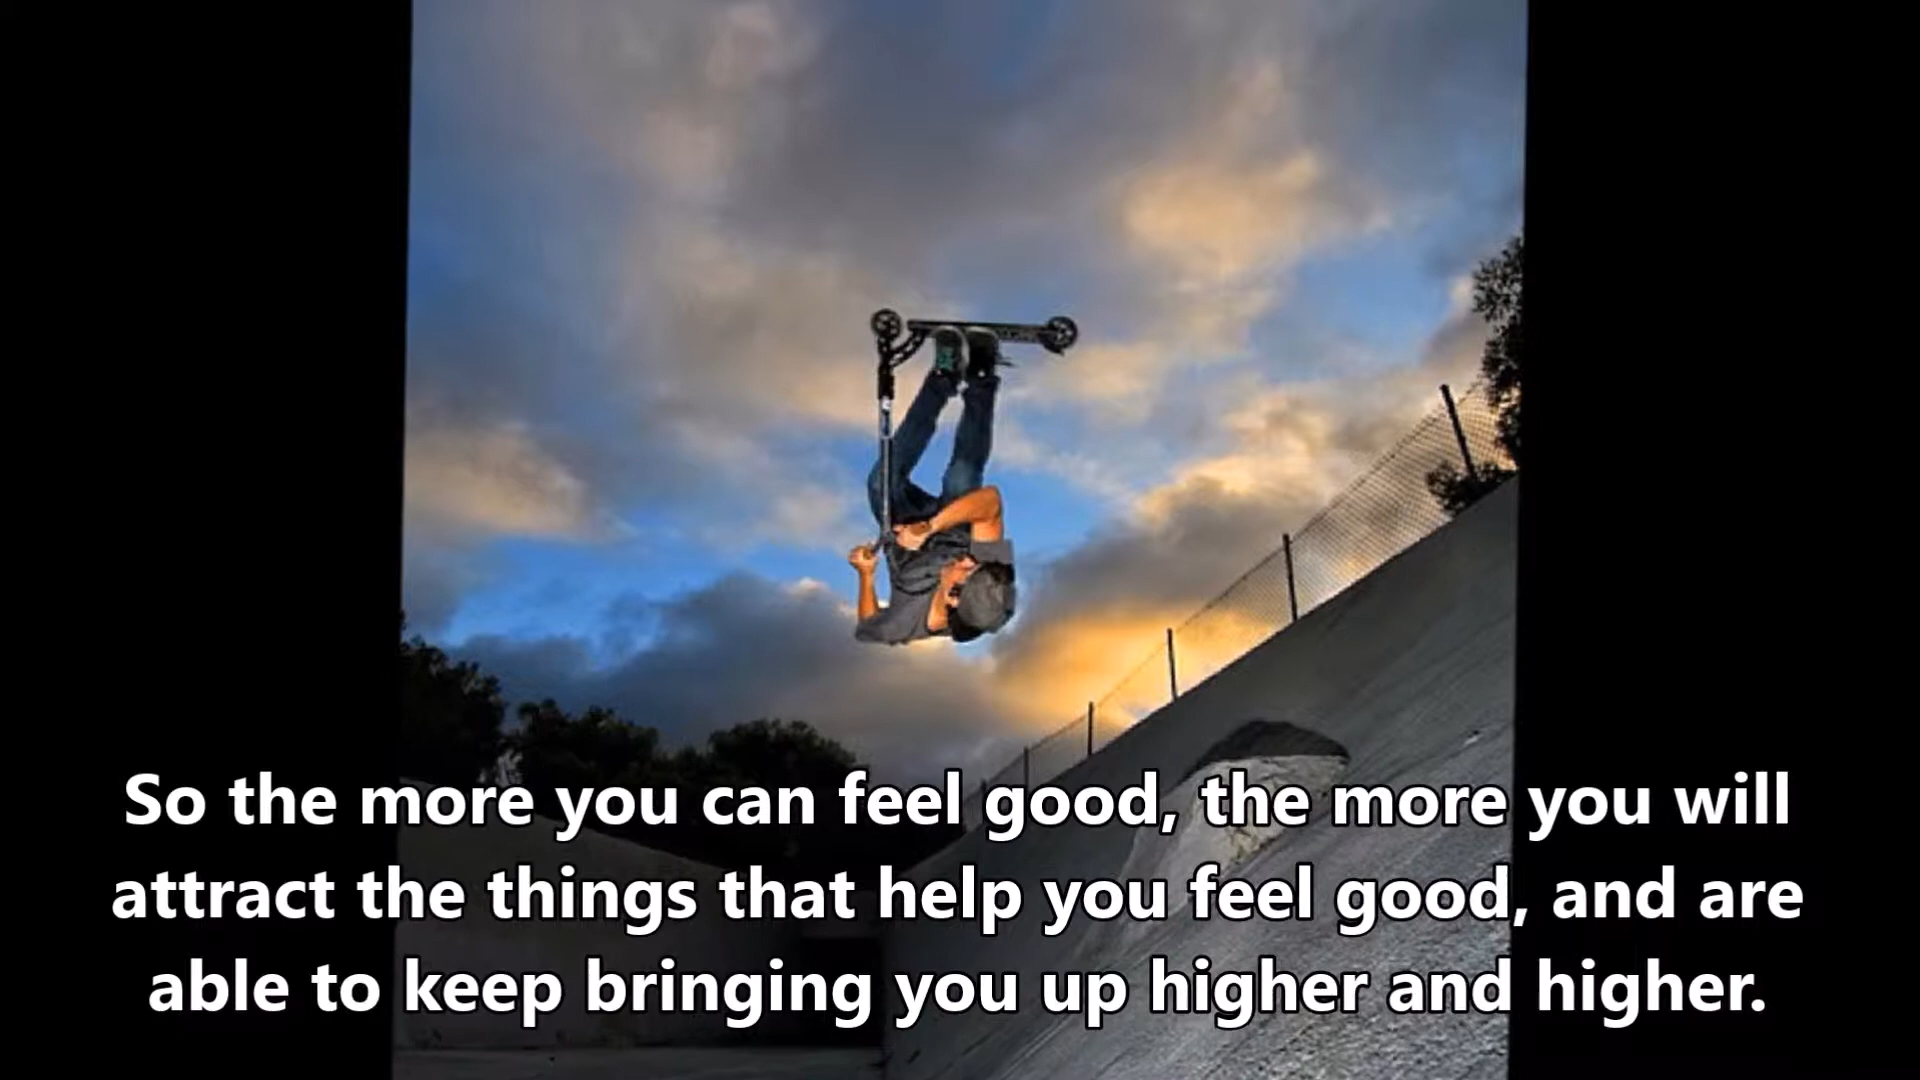 So the more you can feel good, the more you will
attract the things that help you feel good, and are
able to keep bringing you up higher and higher.